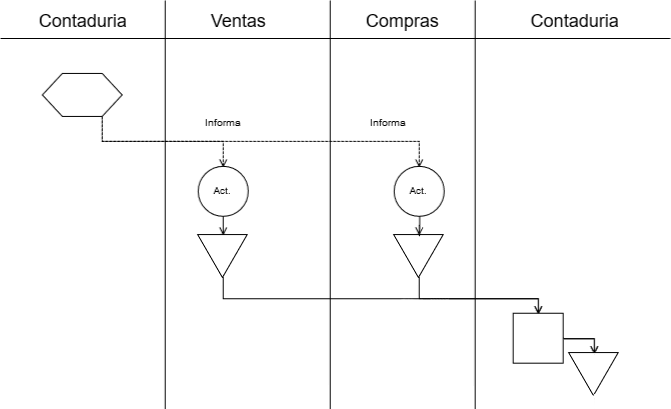 Contaduria
Ventas
Compras
Contaduria
Informa
Informa
Act.
Act.